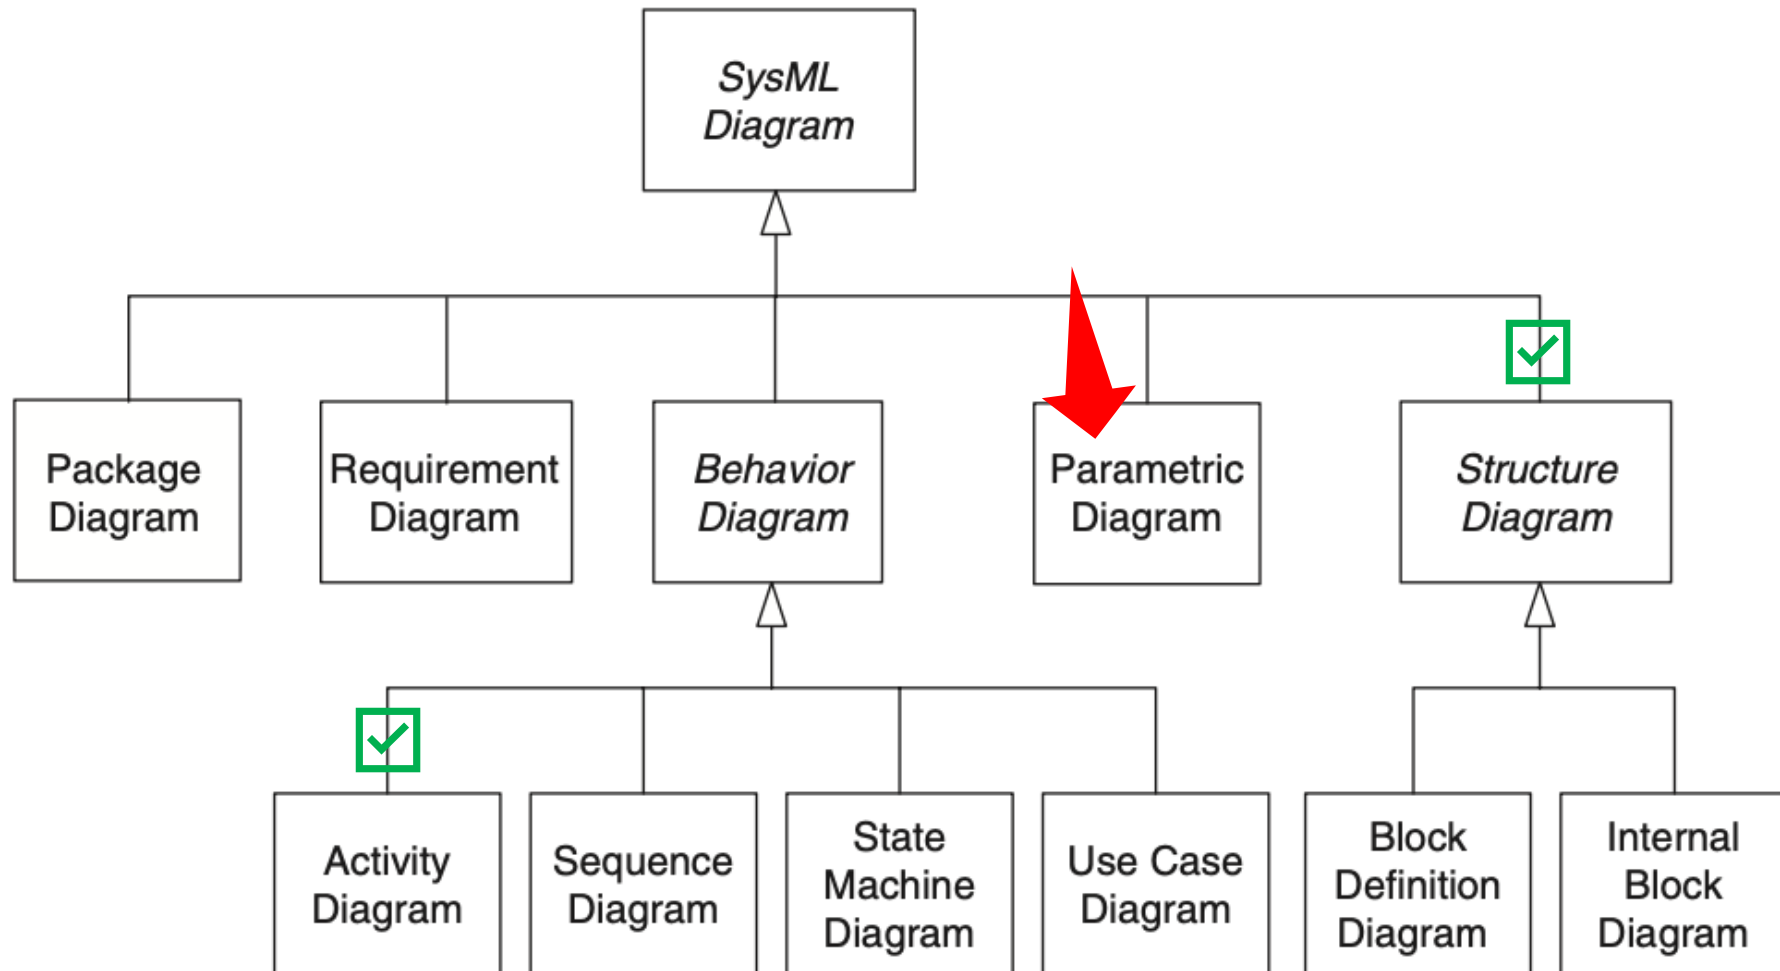 SysML
Diagram
Package
Diagram
Requirement
Diagram
Behavior
Diagram
Parametric
Diagram
Structure
Diagram
Activity
Diagram
Sequence
Diagram
State
Machine
Diagram
Use Case
Diagram
Block
Definition
Diagram
Internal
Block
Diagram